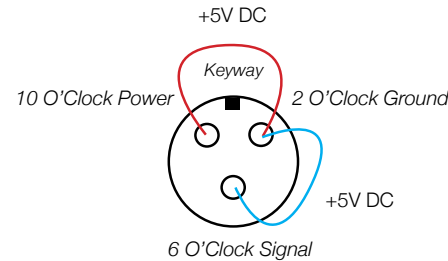 +5V DC
Keyway
10 O'Clock Power
2 O'Clock Ground
+5V DC
6 O'Clock Signal